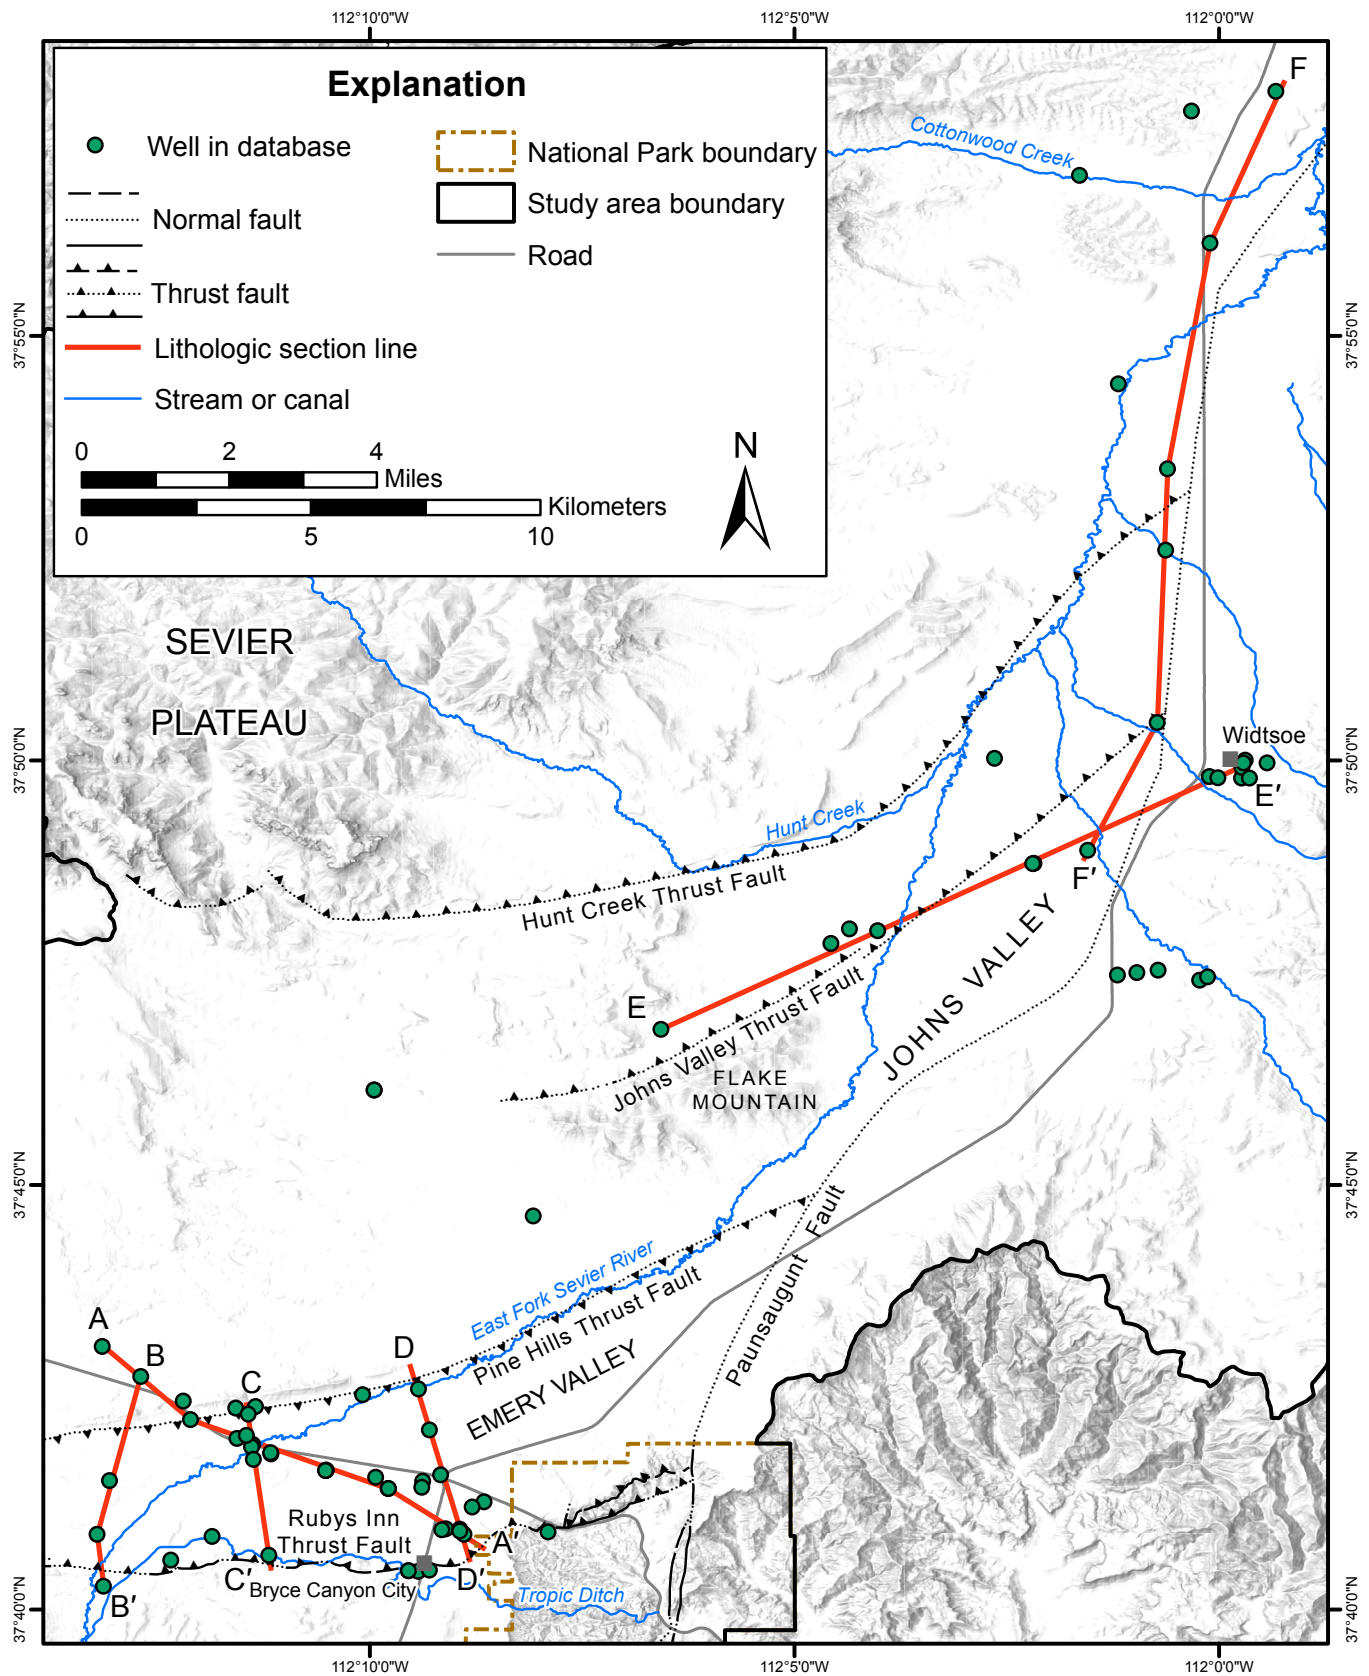 112°10'0"W
112°5'0"W
112°0'0"W
Explanation
Well in database
Normal fault
Thrust fault
Lithologic section line
Stream or canal
National Park boundary
Study area boundary
Road
0 2 4
Miles
Kilometers
0 5 10
N
F
Cottonwood Creek
37°55'0"N
37°55'0"N
SEVIER
PLATEAU
Widtsoe
37°50'0"N
37°50'0"N
E'
Hunt Creek
F'
Hunt Creek Thrust Fault
JOHNS VALLEY
E
Johns Valley Thrust Fault
FLAKE
MOUNTAIN
37°45'0"N
37°45'0"N
Paunsaugunt Fault
East Fork Sevier River
Pine Hills Thrust Fault
EMERY VALLEY
A
B
C
D
Rubys Inn
Thrust Fault
A'
C'
Bryce Canyon City
D'
B'
Tropic Ditch
37°40'0"N
37°40'0"N
112°10'0"W
112°5'0"W
112°0'0"W